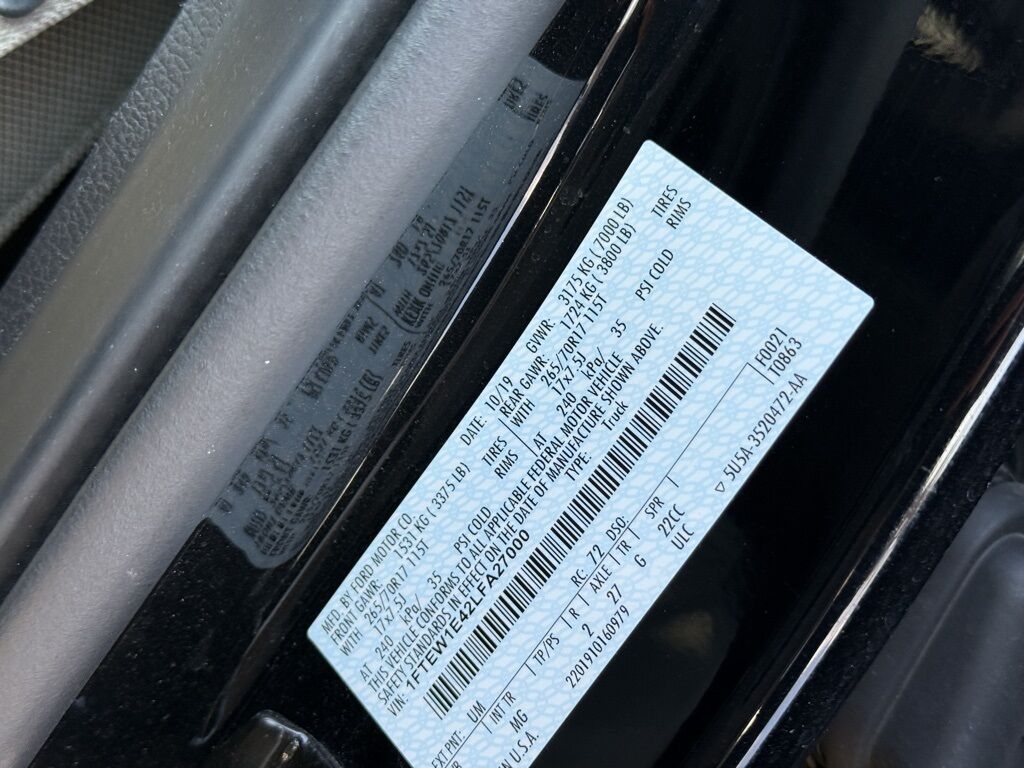 MFD. BY FORD MOTOR CO.
DATE: 10/19 GVWR: 3175 KG ( 7000 LB)
FRONT GAWR: 1531 KG ( 3375 LB) REAR GAWR: 1724 KG ( 3800 LB)
WITH 265/70R17 115T TIRES WITH 265/70R17 115T TIRES
17x7.5J RIMS 17x7.5J RIMS
AT 240 kPa/ 35 PSI COLD AT 240 kPa/ 35 PSI COLD
THIS VEHICLE CONFORMS TO ALL APPLICABLE FEDERAL MOTOR VEHICLE
SAFETY STANDARDS IN EFFECT ON THE DATE OF MANUFACTURE SHOWN ABOVE.
VIN: 1FTEW1E42LFA27000 TYPE: Truck
EXT PNT: UM RC: 72 DSO: F0021
INT TR TP/PS R AXLE TR SPR T0863
MG 2 27 G 22CC
N U.S.A. 220191016097９ ULC ▽ 5U5A-3520472-AA